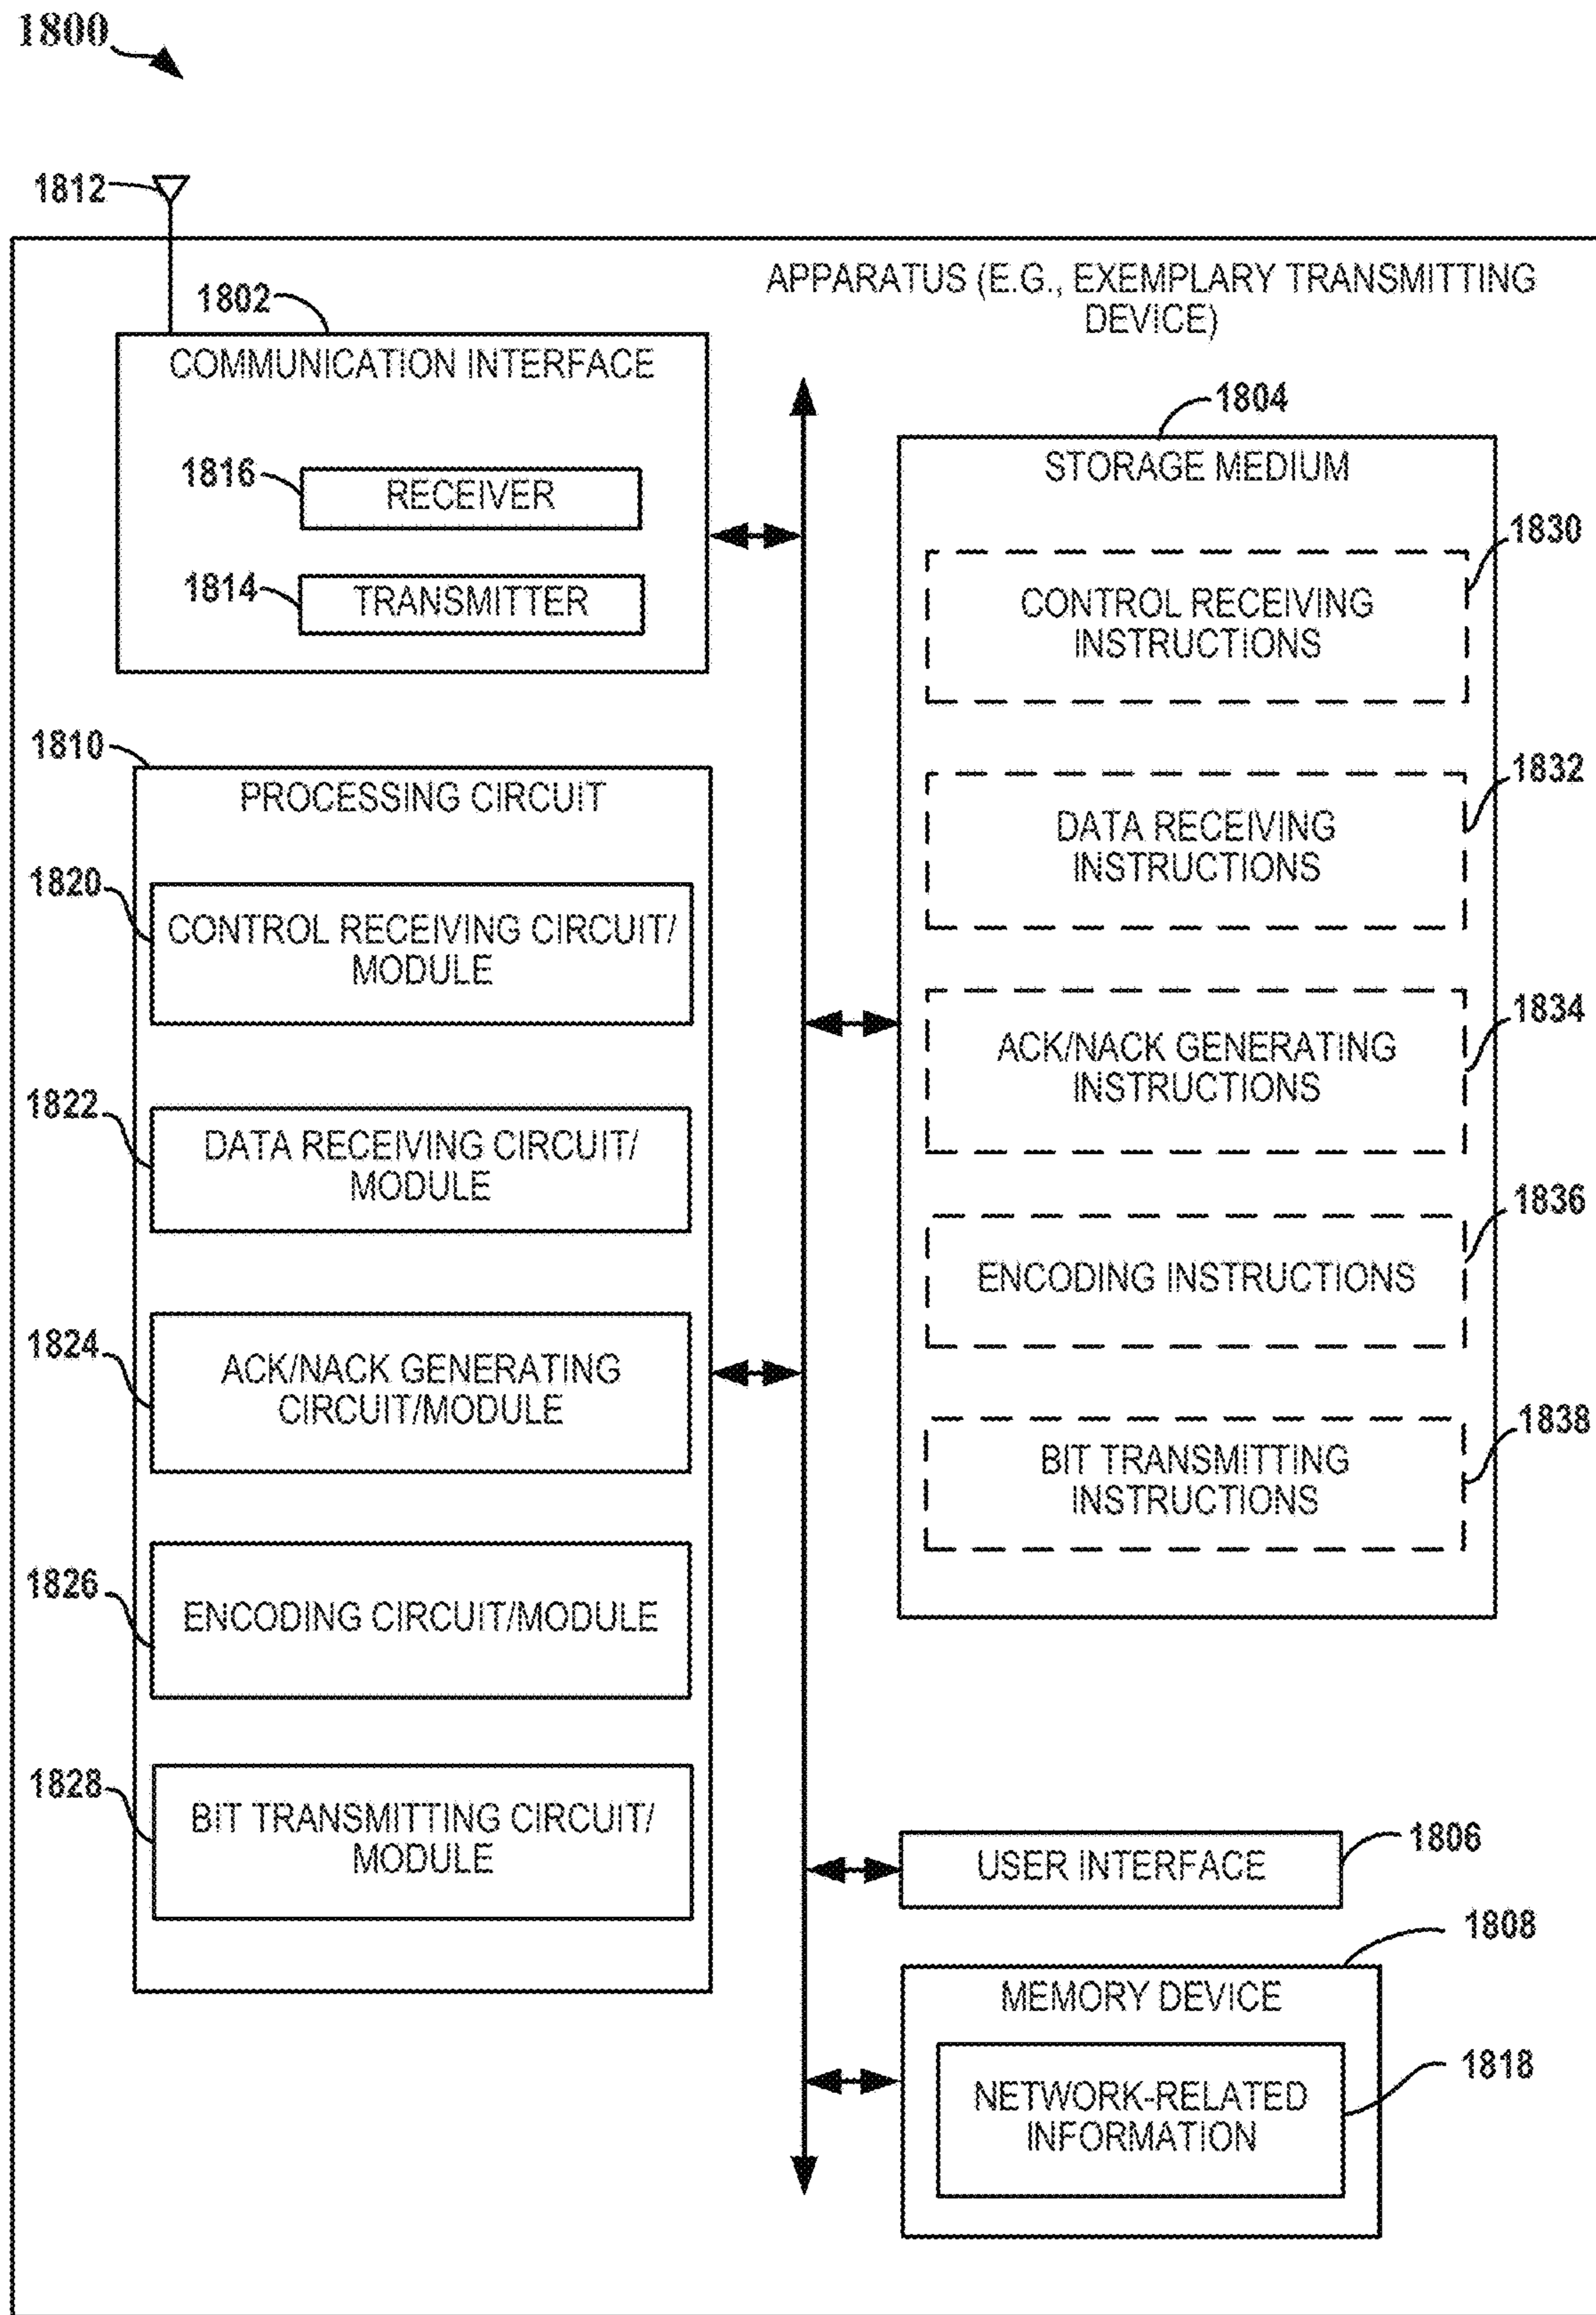 1800
1812
APPARATUS (E.G., EXEMPLARY TRANSMITTING
DEVICE)
1802
COMMUNICATION INTERFACE
1816
RECEIVER
1814
TRANSMITTER
1804
STORAGE MEDIUM
1830
CONTROL RECEIVING
INSTRUCTIONS
1832
DATA RECEIVING
INSTRUCTIONS
1834
ACK/NACK GENERATING
INSTRUCTIONS
1836
ENCODING INSTRUCTIONS
1838
BIT TRANSMITTING
INSTRUCTIONS
1810
PROCESSING CIRCUIT
1820
CONTROL RECEIVING CIRCUIT/
MODULE
1822
DATA RECEIVING CIRCUIT/
MODULE
1824
ACK/NACK GENERATING
CIRCUIT/MODULE
1826
ENCODING CIRCUIT/MODULE
1828
BIT TRANSMITTING CIRCUIT/
MODULE
1806
USER INTERFACE
1808
MEMORY DEVICE
1818
NETWORK-RELATED
INFORMATION